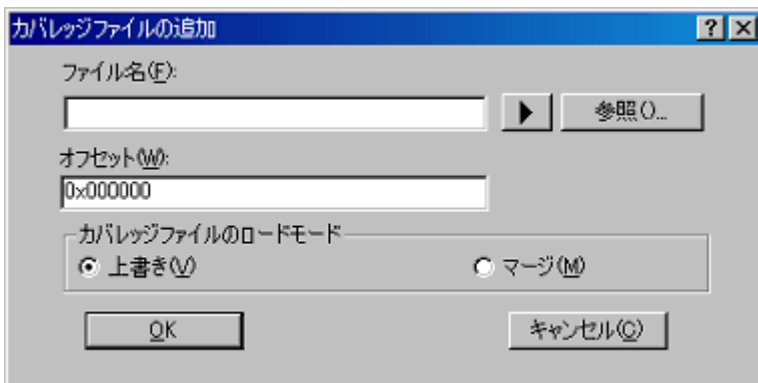 カバレッジファイルの追加
ファイル名(F):
参照()...
オフセット(W):
0x000000
カバレッジファイルのロードモード
上書き(V)
マージ(M)
OK
キャンセル(C)